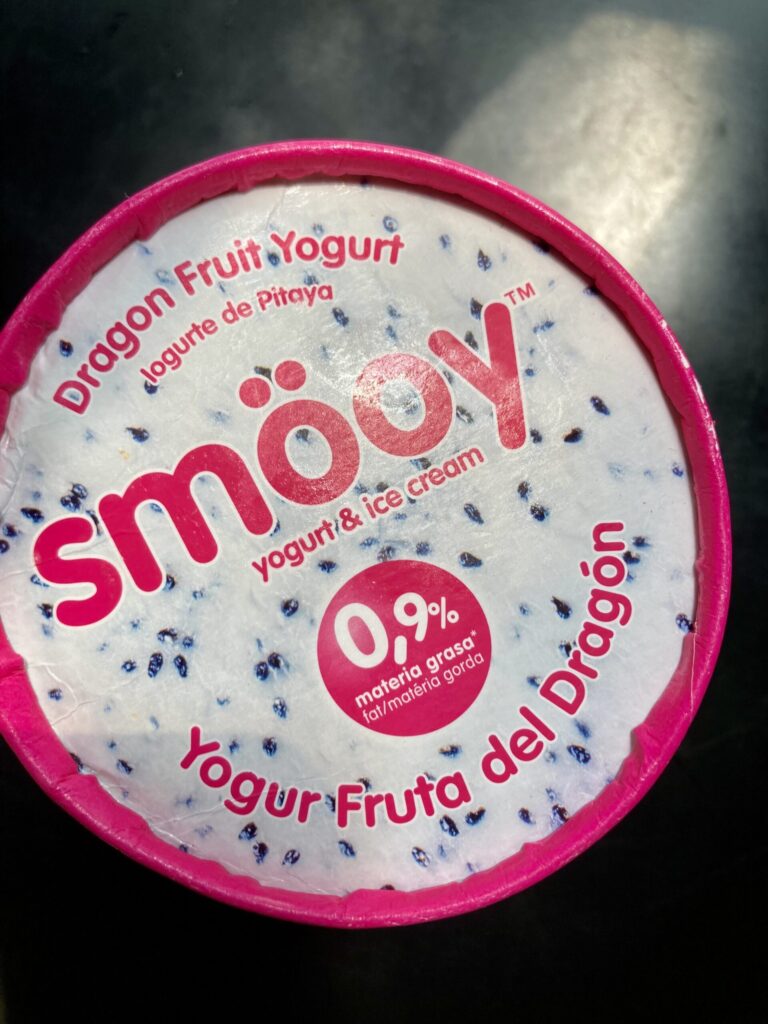 Dragon Fruit Yogurt
Iogurte de Pitaya
smöoy™
yogurt & ice cream
0,9%
materia grasa*
fat/matéria gorda
Yogur Fruta del Dragón